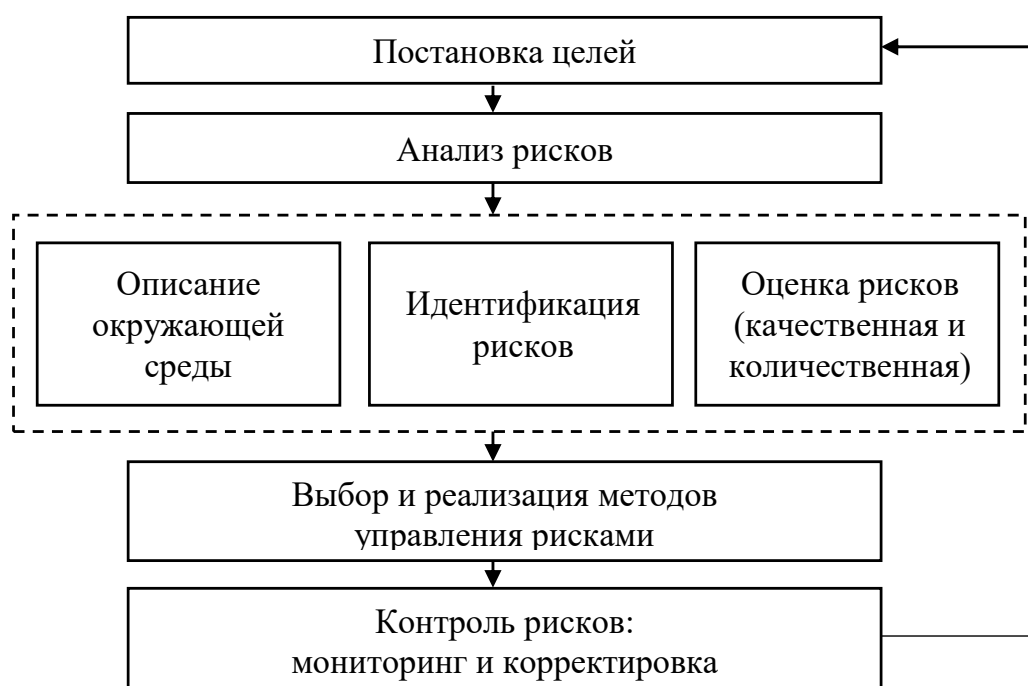 Постановка целей
Анализ рисков
Описание
окружающей
среды
Идентификация
рисков
Оценка рисков
(качественная и
количественная)
Выбор и реализация методов
управления рисками
Контроль рисков:
мониторинг и корректировка